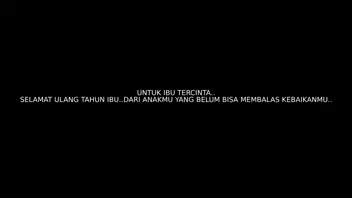 UNTUK IBU TERCINTA..
SELAMAT ULANG TAHUN IBU..DARI ANAKMU YANG BELUM BISA MEMBALAS KEBAIKANMU..